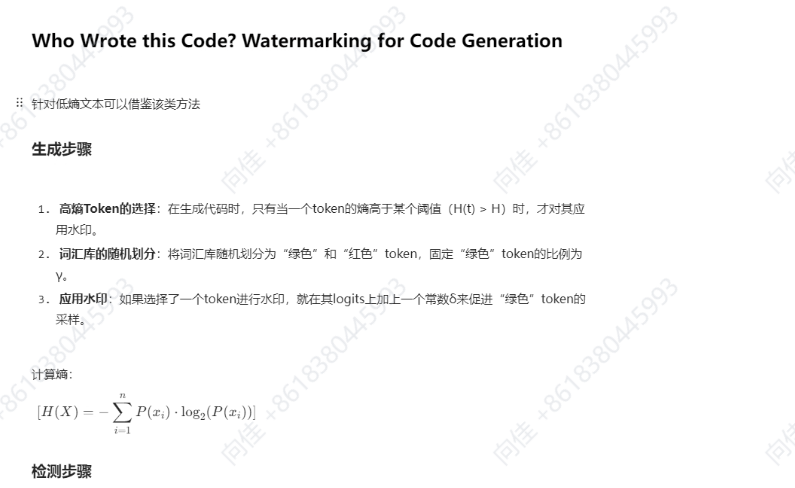 Who Wrote this Code? Watermarking for Code Generation
针对低熵文本可以借鉴该类方法
生成步骤
1. 高熵Token的选择：在生成代码时，只有当一个token的熵高于某个阈值（H(t) > H）时，才对其应
用水印。
2. 词汇库的随机划分：将词汇库随机划分为“绿色”和“红色”token，固定“绿色”token的比例为
γ。
3. 应用水印：如果选择了一个token进行水印，就在其logits上加上一个常数δ来促进“绿色”token的
采样。
计算熵：
[H(X) = −∑_{i=1}^{n} P(x_i) · log_2(P(x_i))]
检测步骤
向佳 +8618380445993
向佳 +8618380445993
向佳 +8618380445993
向佳 +8618380445993